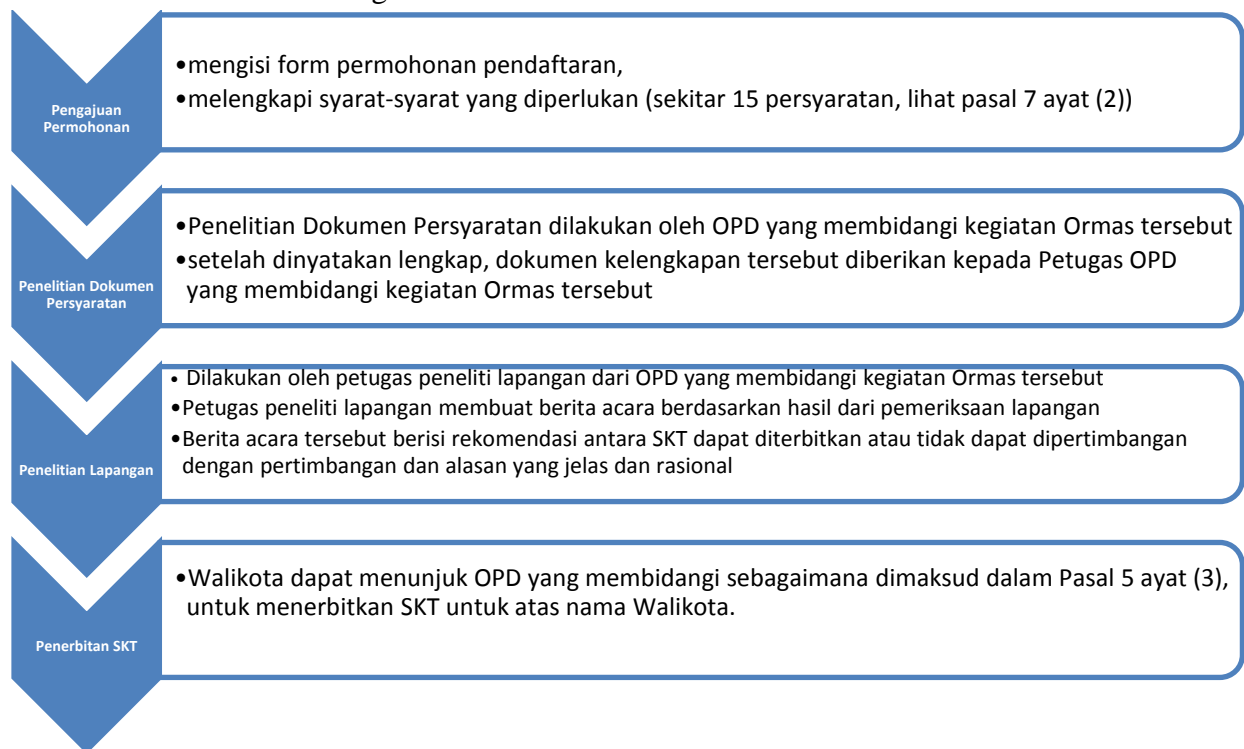 Pengajuan
Permohonan
•mengisi form permohonan pendaftaran,
•melengkapi syarat-syarat yang diperlukan (sekitar 15 persyaratan, lihat pasal 7 ayat (2))
Penelitian Dokumen
Persyaratan
•Penelitian Dokumen Persyaratan dilakukan oleh OPD yang membidangi kegiatan Ormas tersebut
•setelah dinyatakan lengkap, dokumen kelengkapan tersebut diberikan kepada Petugas OPD
yang membidangi kegiatan Ormas tersebut
Penelitian Lapangan
• Dilakukan oleh petugas peneliti lapangan dari OPD yang membidangi kegiatan Ormas tersebut
•Petugas peneliti lapangan membuat berita acara berdasarkan hasil dari pemeriksaan lapangan
•Berita acara tersebut berisi rekomendasi antara SKT dapat diterbitkan atau tidak dapat dipertimbangan
dengan pertimbangan dan alasan yang jelas dan rasional
Penerbitan SKT
•Walikota dapat menunjuk OPD yang membidangi sebagaimana dimaksud dalam Pasal 5 ayat (3),
untuk menerbitkan SKT untuk atas nama Walikota.